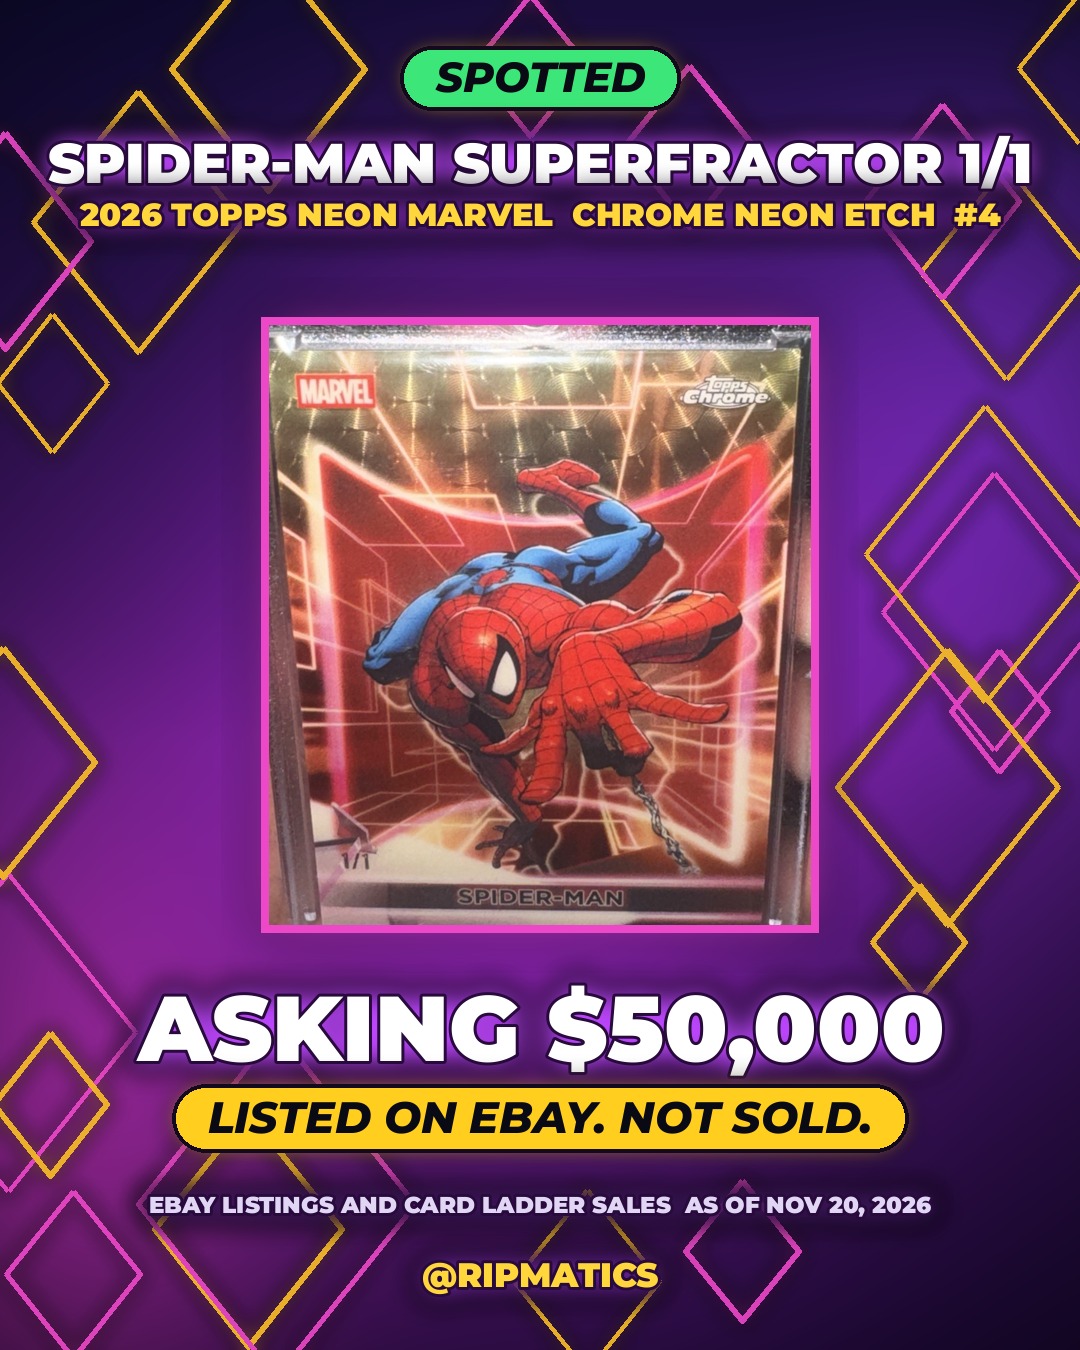 SPOTTED
SPIDER-MAN SUPERFRACTOR 1/1
2026 TOPPS NEON MARVEL CHROME NEON ETCH #4
MARVEL
topps Chrome
1/1
SPIDER-MAN
ASKING $50,000
LISTED ON EBAY. NOT SOLD.
EBAY LISTINGS AND CARD LADDER SALES AS OF NOV 20, 2026
@RIPMATICS